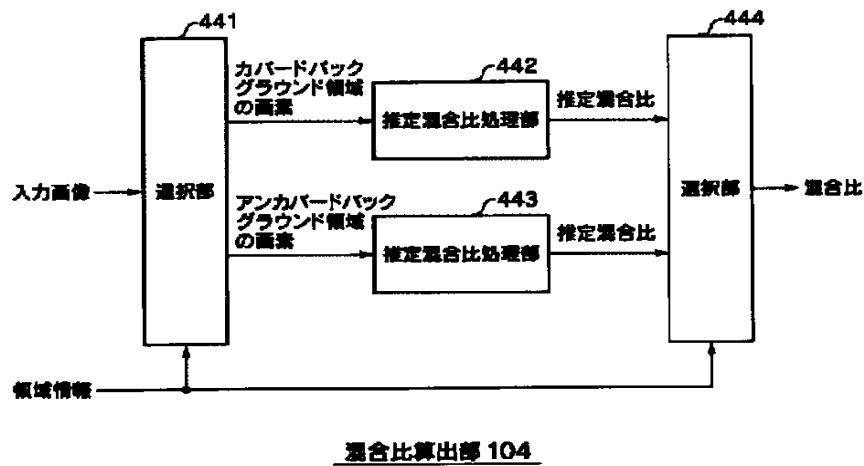 441
444
カバードバック
グラウンド領域
の画素
442
推定混合比処理部
推定混合比
入力画像
選択部
選択部
混合比
アンカバードバック
グラウンド領域
の画素
443
推定混合比処理部
推定混合比
領域情報
混合比算出部 104